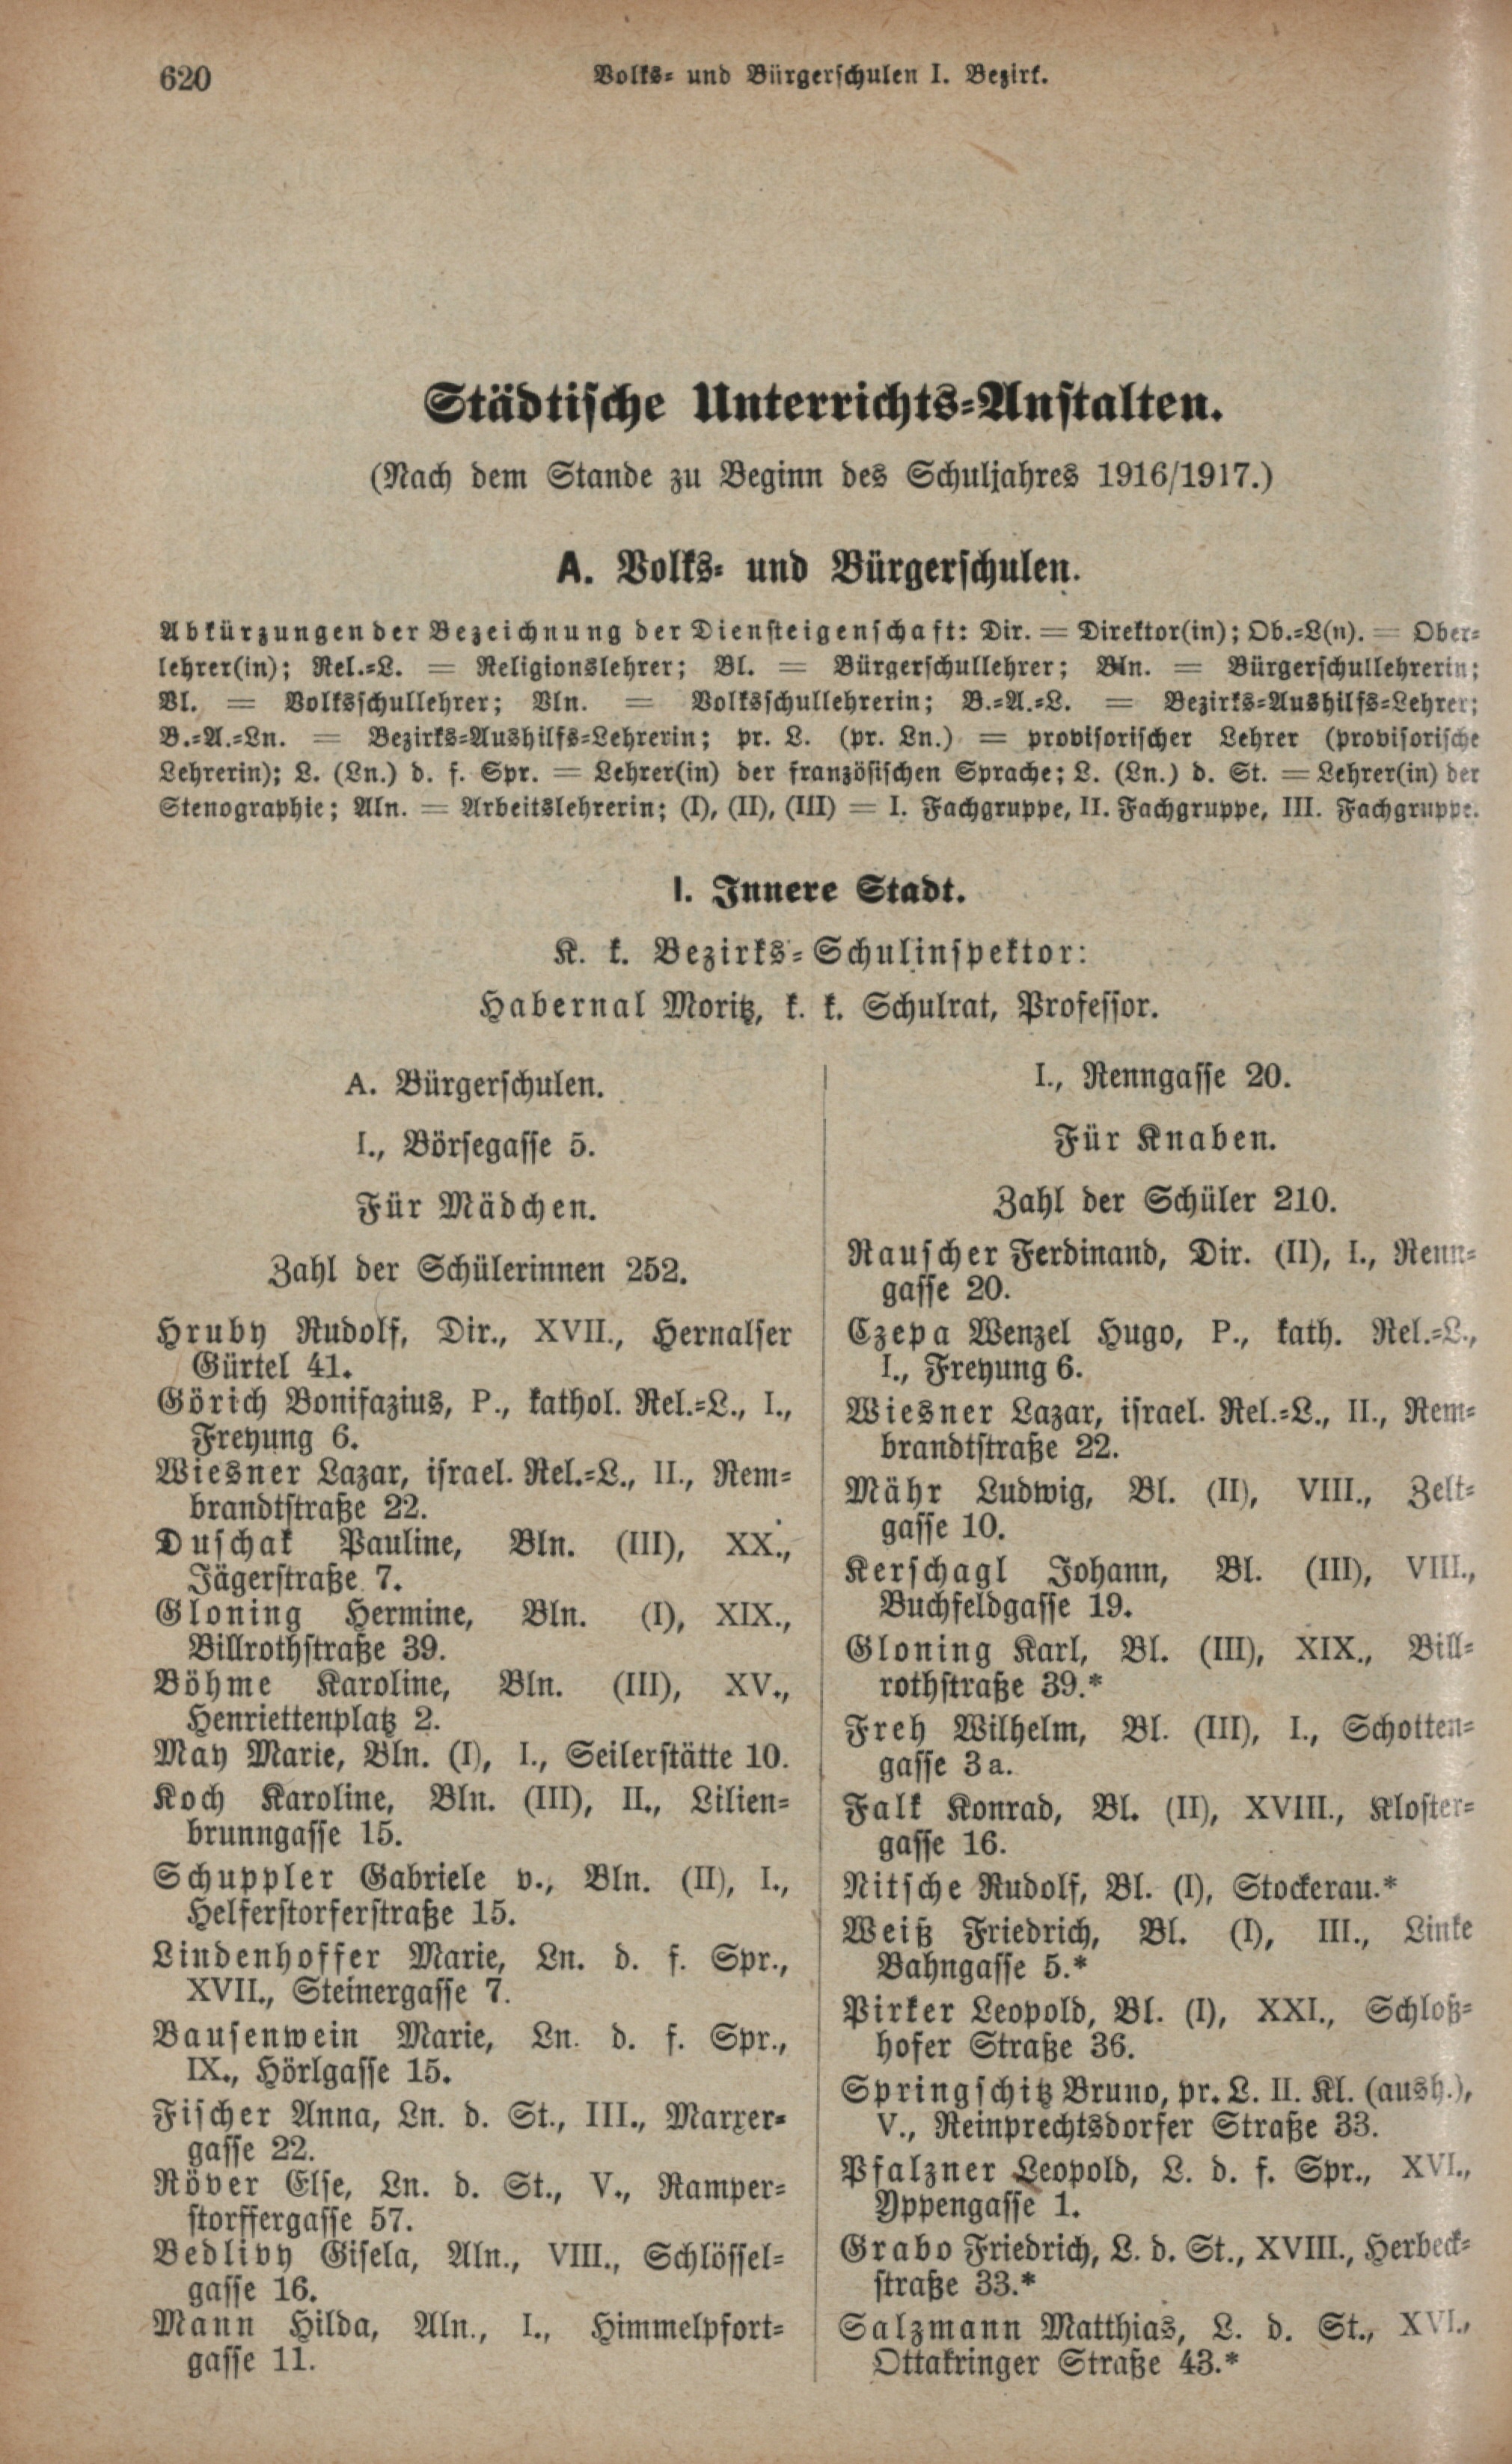 620
Volks- und Bürgerschulen I. Bezirk.
Städtische Unterrichts-Anstalten.
(Nach dem Stande zu Beginn des Schuljahres 1916/1917.)
A. Volks- und Bürgerschulen.
Abkürzungen der Bezeichnung der Diensteigenschaft: Dir. = Direktor(in); Ob.-L(n). = Ober-
lehrer(in); Rel.-L. = Religionslehrer; Bl. = Bürgerschullehrer; Bln. = Bürgerschullehrerin;
Vl. = Volksschullehrer; Vln. = Volksschullehrerin; B.-A.-L. = Bezirks-Aushilfs-Lehrer;
B.-A.-Ln. = Bezirks-Aushilfs-Lehrerin; pr. L. (pr. Ln.) = provisorischer Lehrer (provisorische
Lehrerin); L. (Ln.) d. f. Spr. = Lehrer(in) der französischen Sprache; L. (Ln.) d. St. = Lehrer(in) der
Stenographie; Aln. = Arbeitslehrerin; (I), (II), (III) = I. Fachgruppe, II. Fachgruppe, III. Fachgruppe.
I. Innere Stadt.
K. k. Bezirks-Schulinspektor:
Habernal Moritz, k. k. Schulrat, Professor.
A. Bürgerschulen.
I., Börsegasse 5.
Für Mädchen.
Zahl der Schülerinnen 252.
Hruby Rudolf, Dir., XVII., Hernalser
Gürtel 41.
Görich Bonifazius, P., kathol. Rel.-L., I.,
Freyung 6.
Wiesner Lazar, israel. Rel.-L., II., Rem-
brandtstraße 22.
Duschak Pauline, Bln. (III), XX.,
Jägerstraße 7.
Gloning Hermine, Bln. (I), XIX.,
Billrothstraße 39.
Böhme Karoline, Bln. (III), XV.,
Henriettenplatz 2.
May Marie, Bln. (I), I., Seilerstätte 10.
Koch Karoline, Bln. (III), II., Lilien-
brunngasse 15.
Schuppler Gabriele v., Bln. (II), I.,
Helferstorferstraße 15.
Lindenhoffer Marie, Ln. d. f. Spr.,
XVII., Steinergasse 7.
Bausenwein Marie, Ln. d. f. Spr.,
IX., Hörlgasse 15.
Fischer Anna, Ln. d. St., III., Marxer-
gasse 22.
Röver Else, Ln. d. St., V., Ramper-
storffergasse 57.
Bedlivy Gisela, Aln., VIII., Schlössel-
gasse 16.
Mann Hilda, Aln., I., Himmelpfort-
gasse 11.
I., Renngasse 20.
Für Knaben.
Zahl der Schüler 210.
Rauscher Ferdinand, Dir. (II), I., Renn-
gasse 20.
Czepa Wenzel Hugo, P., kath. Rel.-L.,
I., Freyung 6.
Wiesner Lazar, israel. Rel.-L., II., Rem-
brandtstraße 22.
Mähr Ludwig, Bl. (II), VIII., Zelt-
gasse 10.
Kerschagl Johann, Bl. (III), VIII.,
Buchfeldgasse 19.
Gloning Karl, Bl. (III), XIX., Bill-
rothstraße 39.*
Freh Wilhelm, Bl. (III), I., Schotten-
gasse 3a.
Falk Konrad, Bl. (II), XVIII., Kloster-
gasse 16.
Nitsche Rudolf, Bl. (I), Stockerau.*
Weiß Friedrich, Bl. (I), III., Linke
Bahngasse 5.*
Pirker Leopold, Bl. (I), XXI., Schloß-
hofer Straße 36.
Springschitz Bruno, pr. L. II. Kl. (aush.),
V., Reinprechtsdorfer Straße 33.
Pfalzner Leopold, L. d. f. Spr., XVI.,
Yppengasse 1.
Grabo Friedrich, L. d. St., XVIII., Herbeck-
straße 33.*
Salzmann Matthias, L. d. St., XVI.,
Ottakringer Straße 43.*